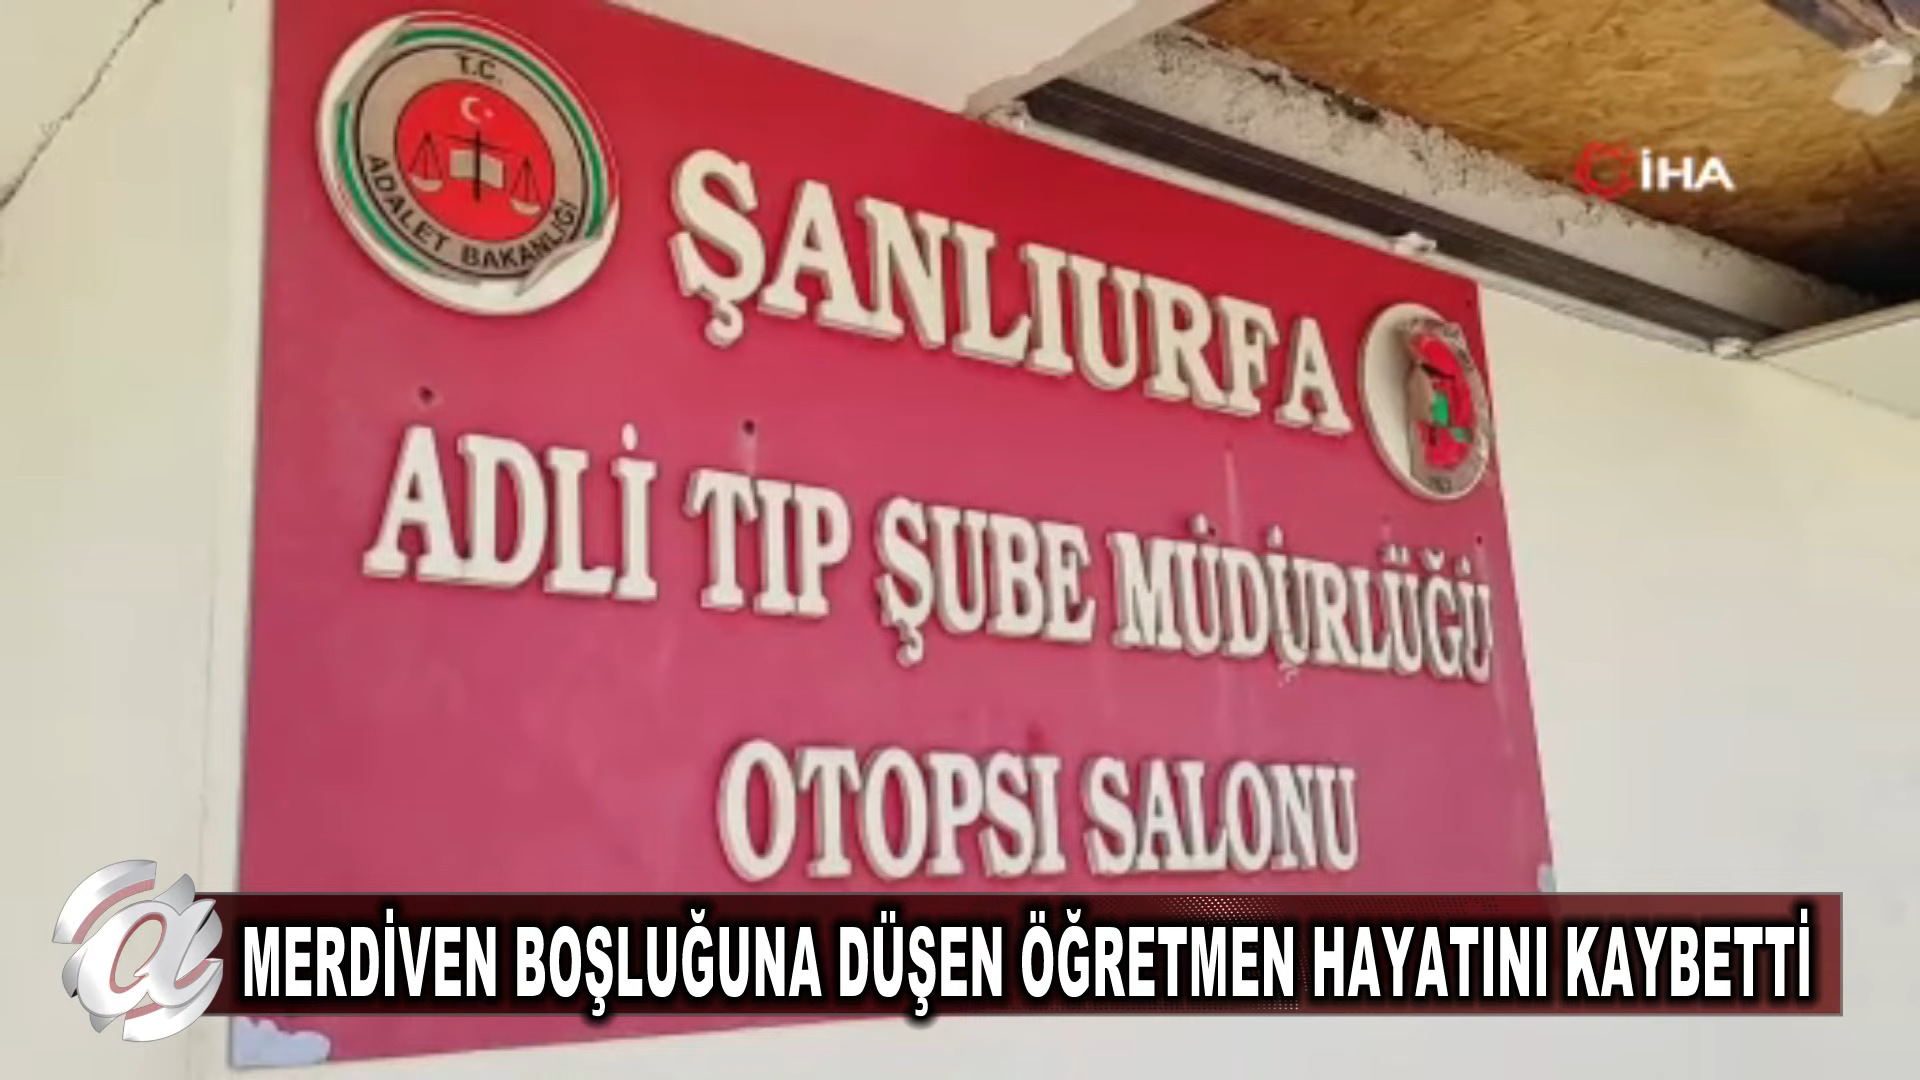 T.C.
ADALET BAKANLIĞI
İHA
ŞANLIURFA
ADLİ TIP ŞUBE MÜDÜRLÜĞÜ
OTOPSI SALONU
MERDİVEN BOŞLUĞUNA DÜŞEN ÖĞRETMEN HAYATINI KAYBETTİ